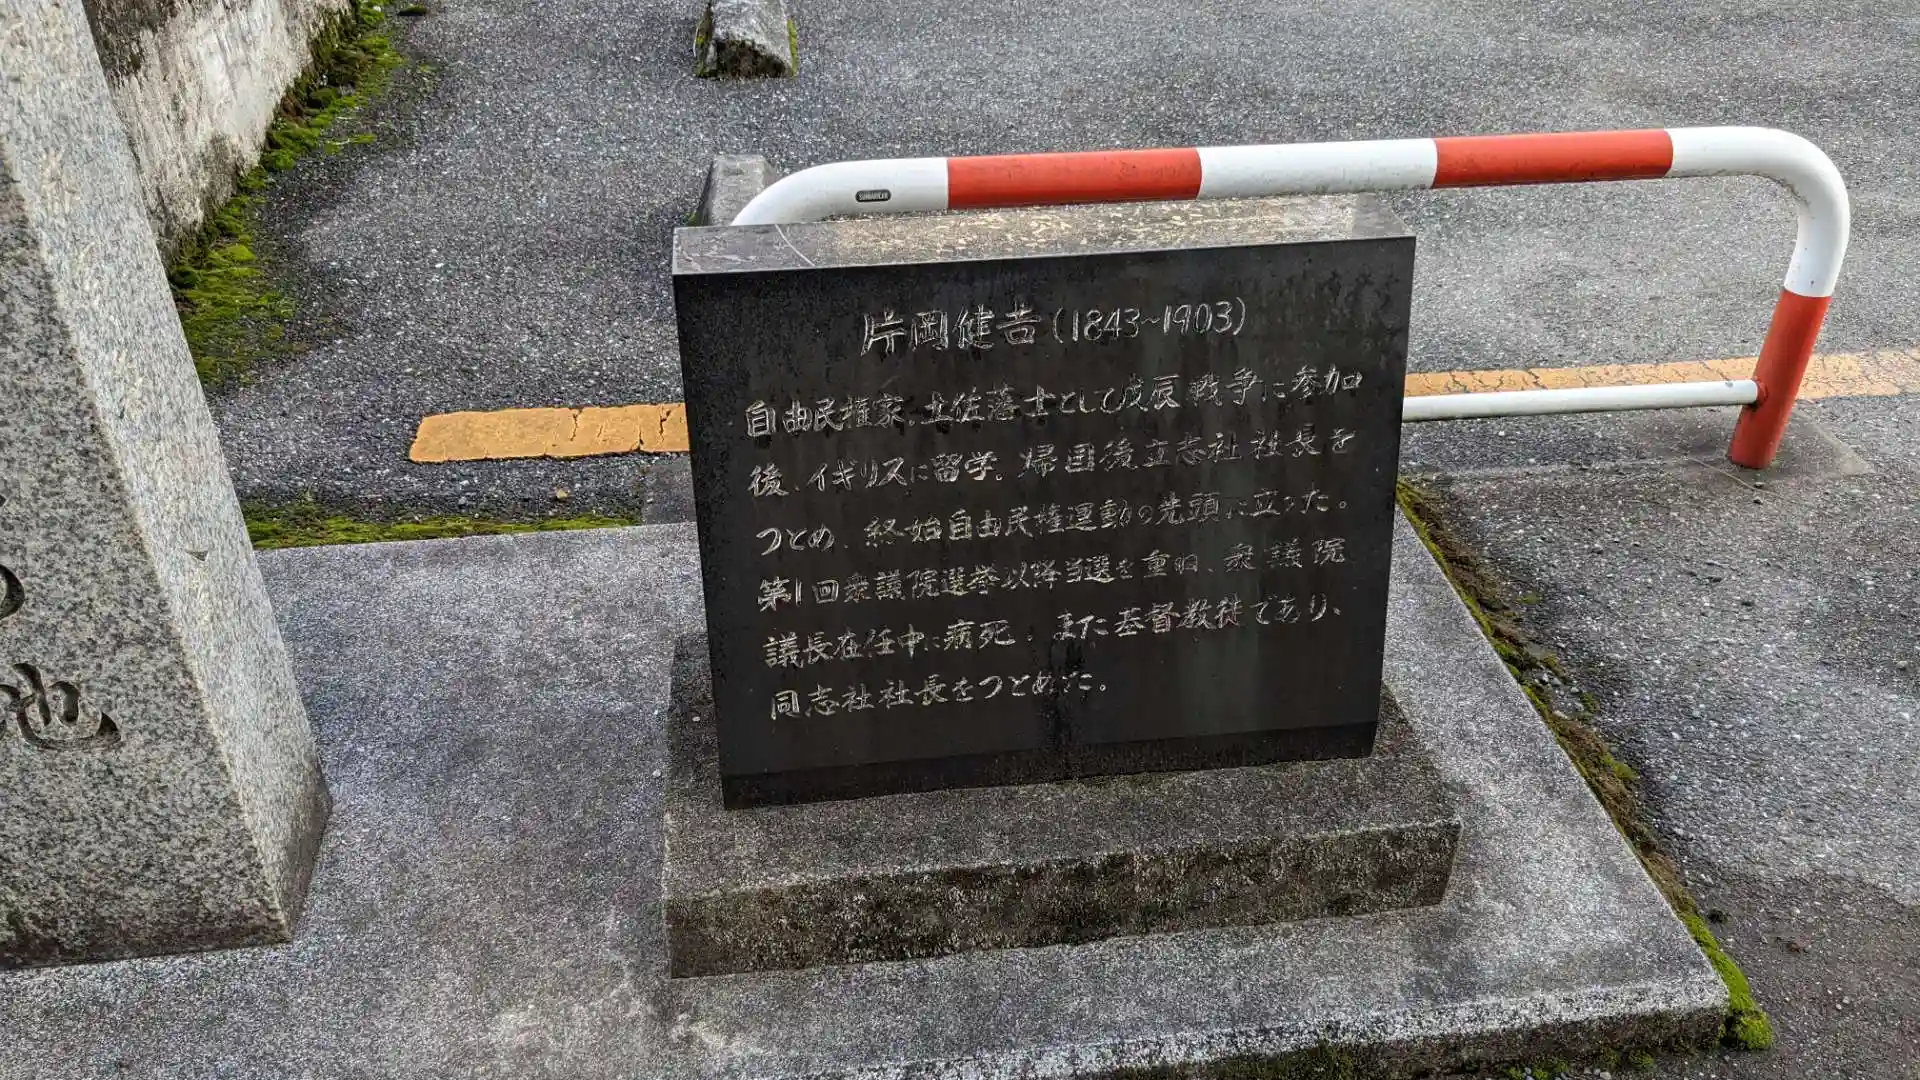 片岡健吉(1843~1903)
自由民権家。土佐藩士として戊辰戦争に参加
後、イギリスに留学。帰国後立志社社長を
つとめ、終始自由民権運動の先頭に立った。
第1回衆議院選挙以降当選を重ね、衆議院
議長在任中に病死。また基督教徒であり、
同志社社長をつとめた。
の
地
SUNBARICAR